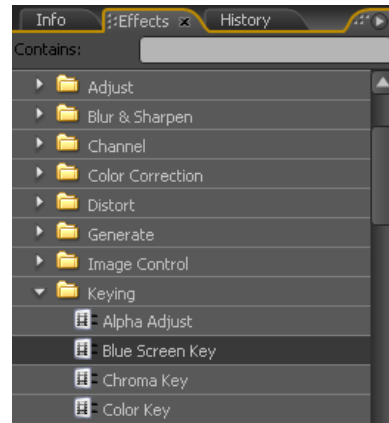 Info Effects x History
Contains:
Adjust
Blur & Sharpen
Channel
Color Correction
Distort
Generate
Image Control
Keying
Alpha Adjust
Blue Screen Key
Chroma Key
Color Key